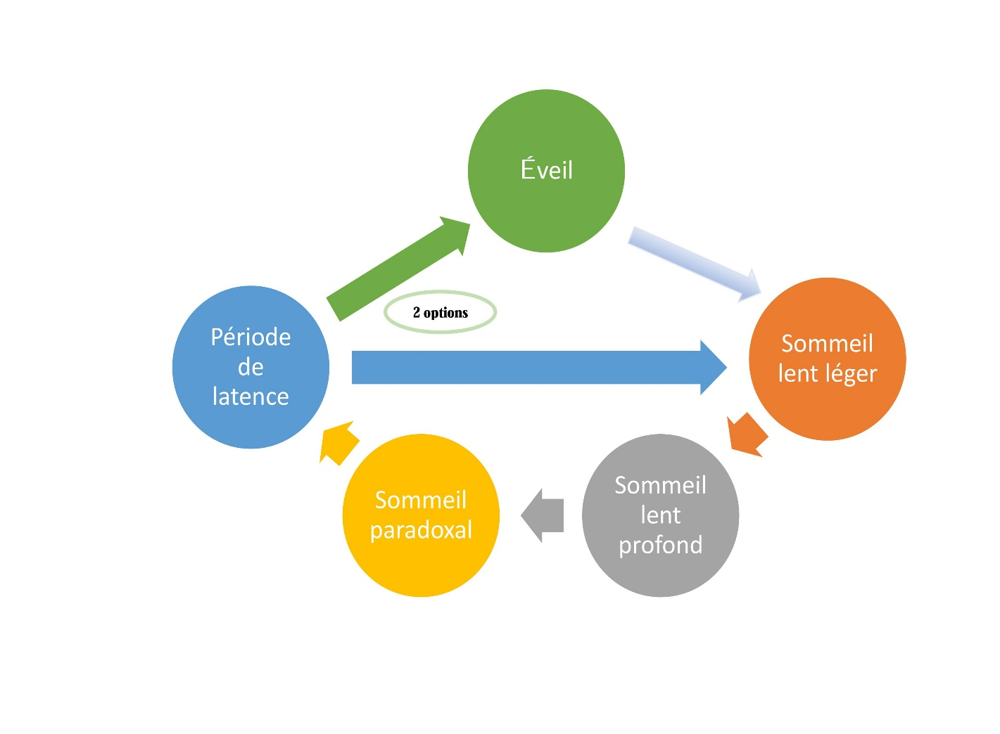 Éveil
2 options
Période
de
latence
Sommeil
lent léger
Sommeil
paradoxal
Sommeil
lent
profond